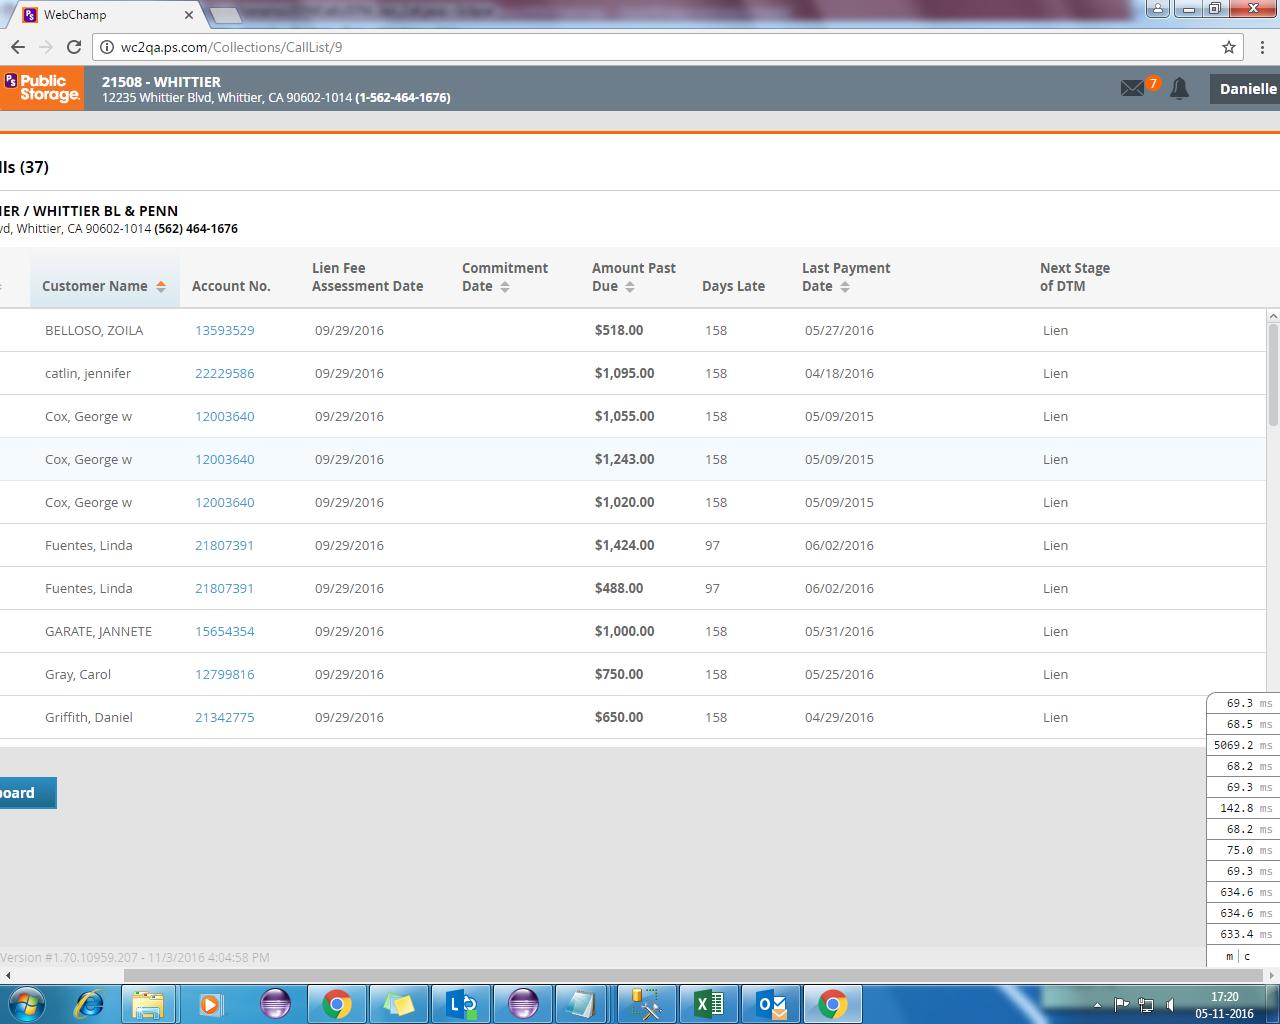 WebChamp
wc2qa.ps.com/Collections/CallList/9
PS Public Storage.
21508 - WHITTIER
12235 Whittier Blvd, Whittier, CA 90602-1014 (1-562-464-1676)
7
Danielle
lls (37)
IER / WHITTIER BL & PENN
vd, Whittier, CA 90602-1014 (562) 464-1676
Customer Name Account No. Lien Fee Assessment Date Commitment Date Amount Past Due Days Late Last Payment Date Next Stage of DTM
BELLOSO, ZOILA 13593529 09/29/2016 $518.00 158 05/27/2016 Lien
catlin, jennifer 22229586 09/29/2016 $1,095.00 158 04/18/2016 Lien
Cox, George w 12003640 09/29/2016 $1,055.00 158 05/09/2015 Lien
Cox, George w 12003640 09/29/2016 $1,243.00 158 05/09/2015 Lien
Cox, George w 12003640 09/29/2016 $1,020.00 158 05/09/2015 Lien
Fuentes, Linda 21807391 09/29/2016 $1,424.00 97 06/02/2016 Lien
Fuentes, Linda 21807391 09/29/2016 $488.00 97 06/02/2016 Lien
GARATE, JANNETE 15654354 09/29/2016 $1,000.00 158 05/31/2016 Lien
Gray, Carol 12799816 09/29/2016 $750.00 158 05/25/2016 Lien
Griffith, Daniel 21342775 09/29/2016 $650.00 158 04/29/2016 Lien
69.3 ms
68.5 ms
5069.2 ms
68.2 ms
69.3 ms
142.8 ms
68.2 ms
75.0 ms
69.3 ms
634.6 ms
634.6 ms
633.4 ms
m | c
board
Version #1.70.10959.207 - 11/3/2016 4:04:58 PM
17:20
05-11-2016